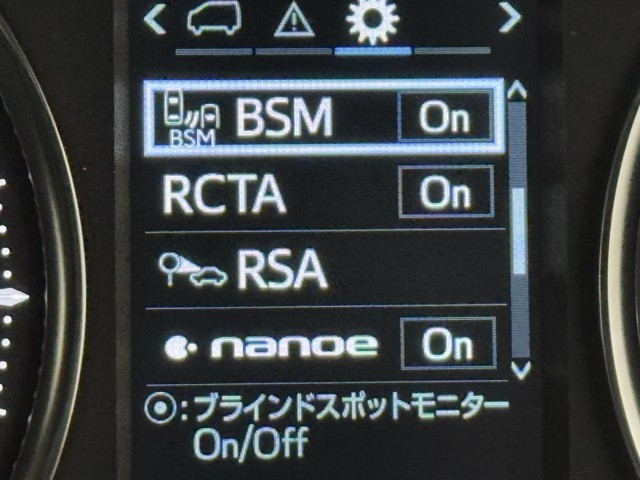 BSM BSM On
RCTA On
RSA
nanoe On
⦿:ブラインドスポットモニター
On/Off